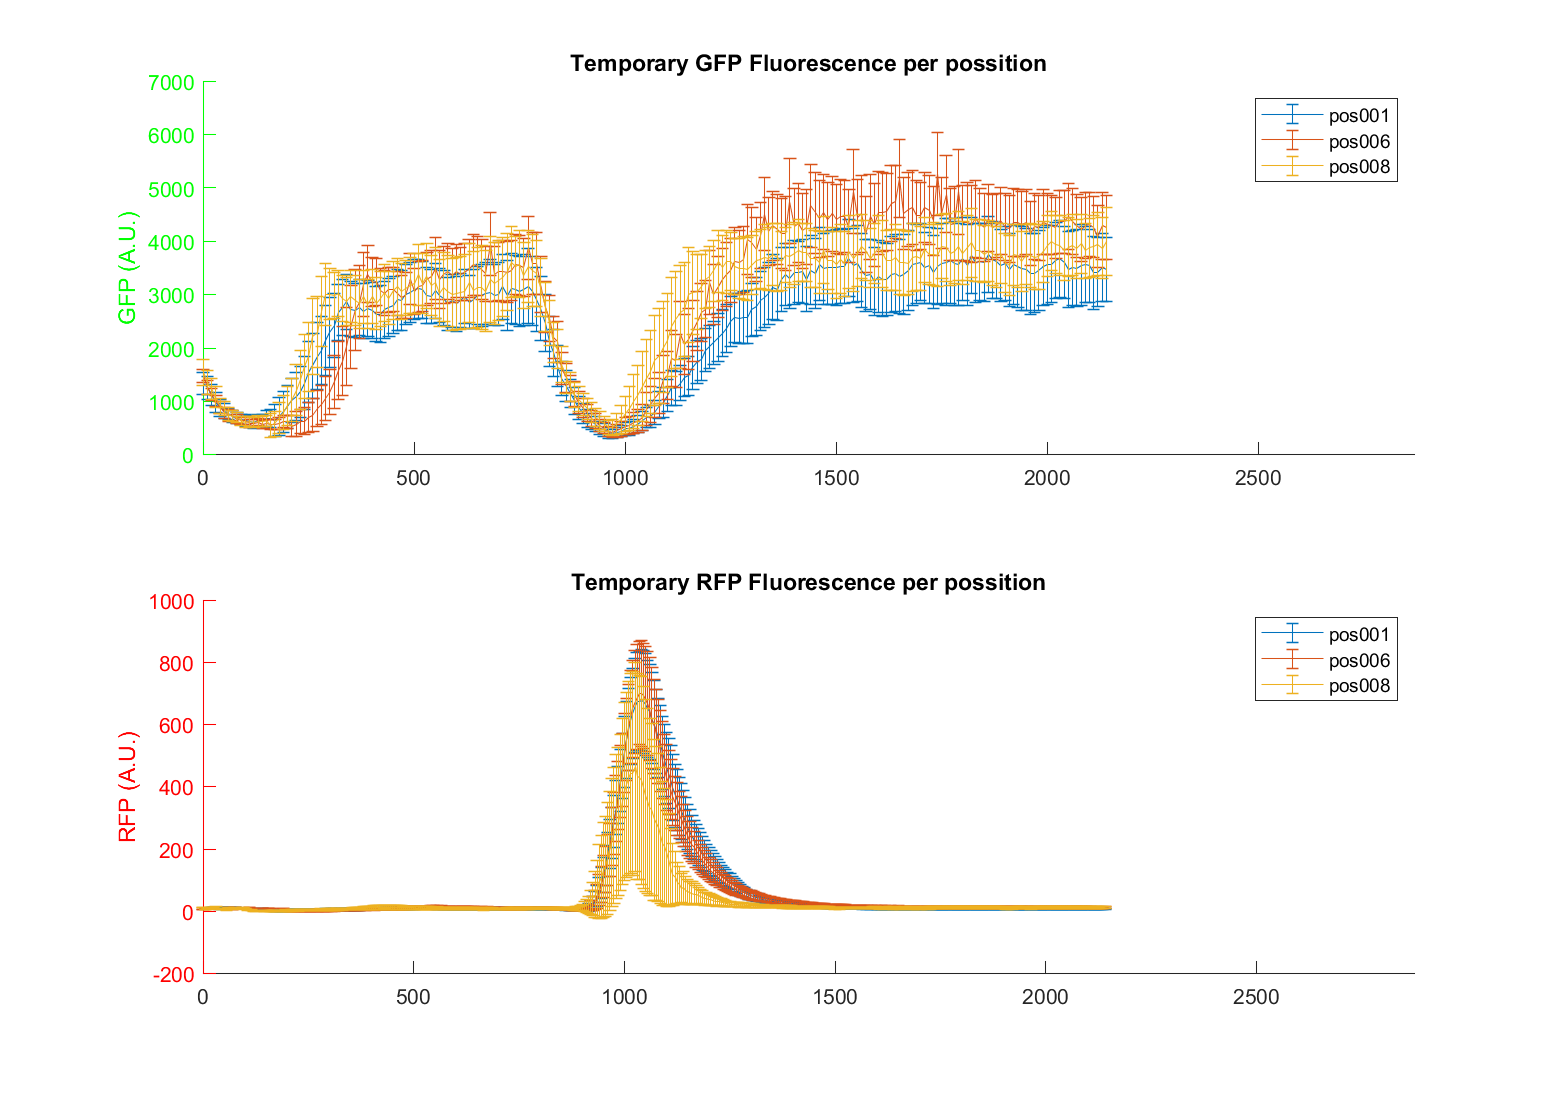 Temporary GFP Fluorescence per possition
7000
6000
5000
4000
3000
2000
1000
0
GFP (A.U.)
0 500 1000 1500 2000 2500
pos001
pos006
pos008
Temporary RFP Fluorescence per possition
1000
800
600
400
200
0
-200
RFP (A.U.)
0 500 1000 1500 2000 2500
pos001
pos006
pos008